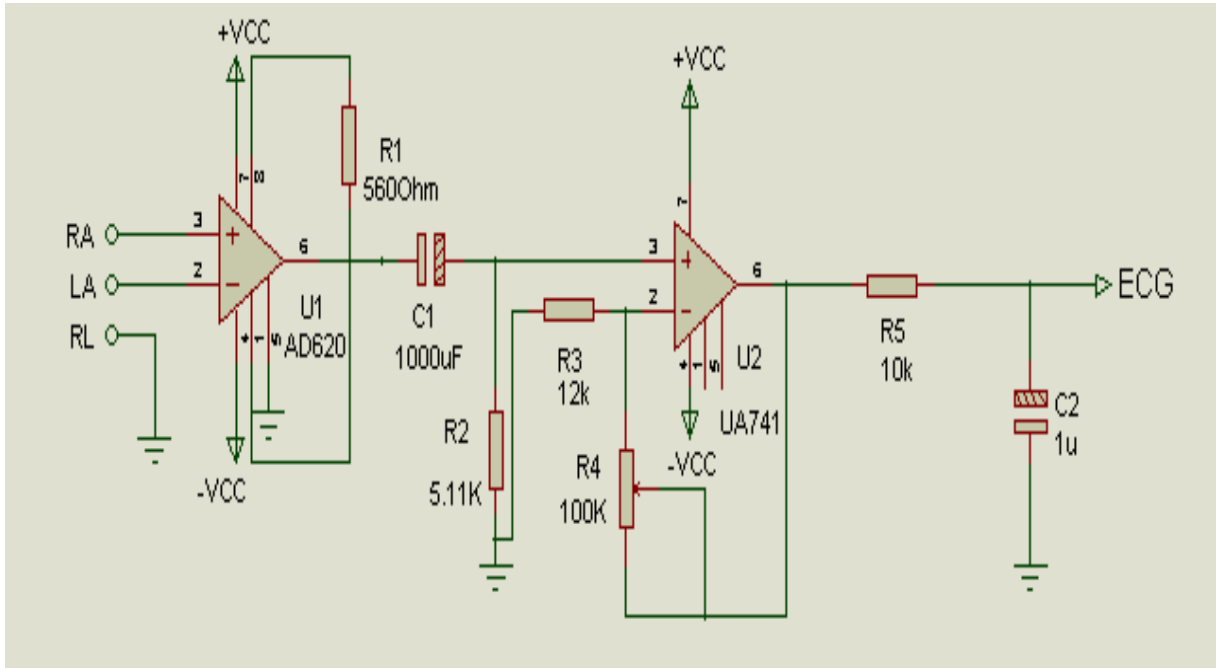 +VCC
+VCC
R1
560Ohm
7
8
3
RA
6
2
LA
U1
RL
4
1
5
AD620
-VCC
C1
1000uF
7
3
6
2
R3
12k
4
1
5
U2
UA741
-VCC
R2
5.11K
R4
100K
R5
10k
ECG
C2
1u